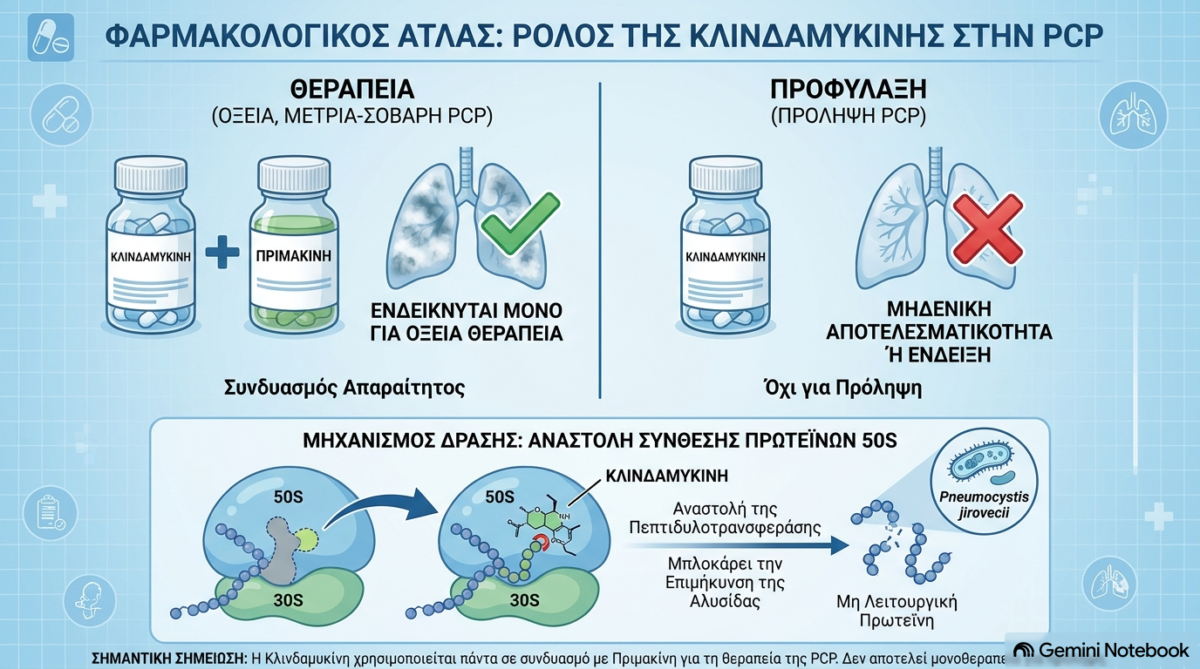 ΦΑΡΜΑΚΟΛΟΓΙΚΟΣ ΑΤΛΑΣ: ΡΟΛΟΣ ΤΗΣ ΚΛΙΝΔΑΜΥΚΙΝΗΣ ΣΤΗΝ PCP
ΘΕΡΑΠΕΙΑ
(ΟΞΕΙΑ, ΜΕΤΡΙΑ-ΣΟΒΑΡΗ PCP)
ΚΛΙΝΔΑΜΥΚΙΝΗ
ΠΡΙΜΑΚΙΝΗ
ΕΝΔΕΙΚΝΥΤΑΙ ΜΟΝΟ
ΓΙΑ ΟΞΕΙΑ ΘΕΡΑΠΕΙΑ
Συνδυασμός Απαραίτητος
ΠΡΟΦΥΛΑΞΗ
(ΠΡΟΛΗΨΗ PCP)
ΚΛΙΝΔΑΜΥΚΙΝΗ
ΜΗΔΕΝΙΚΗ
ΑΠΟΤΕΛΕΣΜΑΤΙΚΟΤΗΤΑ
Ή ΕΝΔΕΙΞΗ
Όχι για Πρόληψη
ΜΗΧΑΝΙΣΜΟΣ ΔΡΑΣΗΣ: ΑΝΑΣΤΟΛΗ ΣΥΝΘΕΣΗΣ ΠΡΩΤΕΪΝΩΝ 50S
50S
30S
50S
30S
ΚΛΙΝΔΑΜΥΚΙΝΗ
Αναστολή της
Πεπτιδυλοτρανσφεράσης
Μπλοκάρει την
Επιμήκυνση της
Αλυσίδας
Pneumocystis
jirovecii
Μη Λειτουργική
Πρωτεΐνη
ΣΗΜΑΝΤΙΚΗ ΣΗΜΕΙΩΣΗ: Η Κλινδαμυκίνη χρησιμοποιείται πάντα σε συνδυασμό με Πριμακίνη για τη θεραπεία της PCP. Δεν αποτελεί
Gemini Notebook